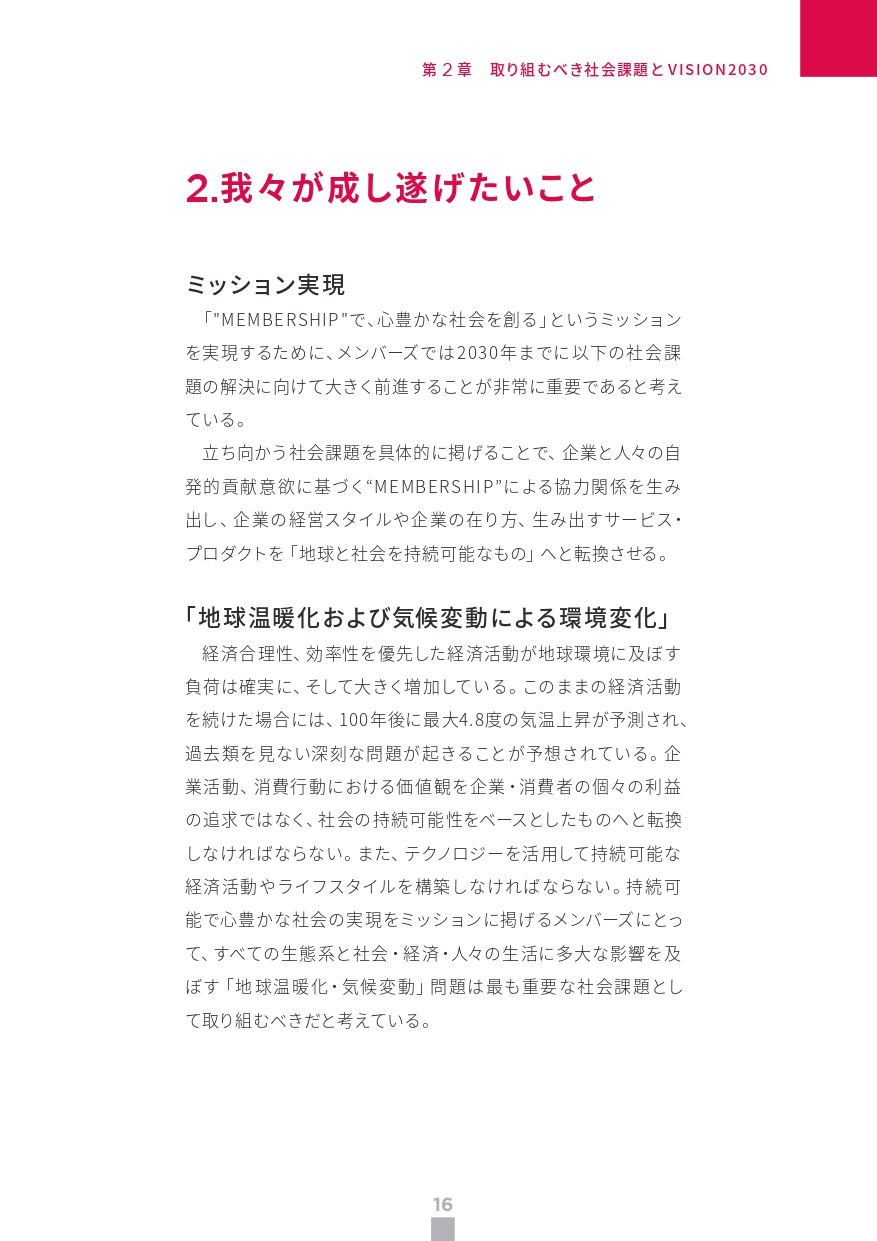 第2章　取り組むべき社会課題とVISION2030
2.我々が成し遂げたいこと
ミッション実現
「"MEMBERSHIP"で、心豊かな社会を創る」というミッション
を実現するために、メンバーズでは2030年までに以下の社会課
題の解決に向けて大きく前進することが非常に重要であると考え
ている。
立ち向かう社会課題を具体的に掲げることで、企業と人々の自
発的貢献意欲に基づく“MEMBERSHIP”による協力関係を生み
出し、企業の経営スタイルや企業の在り方、生み出すサービス・
プロダクトを「地球と社会を持続可能なもの」へと転換させる。
「地球温暖化および気候変動による環境変化」
経済合理性、効率性を優先した経済活動が地球環境に及ぼす
負荷は確実に、そして大きく増加している。このままの経済活動
を続けた場合には、100年後に最大4.8度の気温上昇が予測され、
過去類を見ない深刻な問題が起きることが予想されている。企
業活動、消費行動における価値観を企業・消費者の個々の利益
の追求ではなく、社会の持続可能性をベースとしたものへと転換
しなければならない。また、テクノロジーを活用して持続可能な
経済活動やライフスタイルを構築しなければならない。持続可
能で心豊かな社会の実現をミッションに掲げるメンバーズにとっ
て、すべての生態系と社会・経済・人々の生活に多大な影響を及
ぼす「地球温暖化・気候変動」問題は最も重要な社会課題とし
て取り組むべきだと考えている。
16